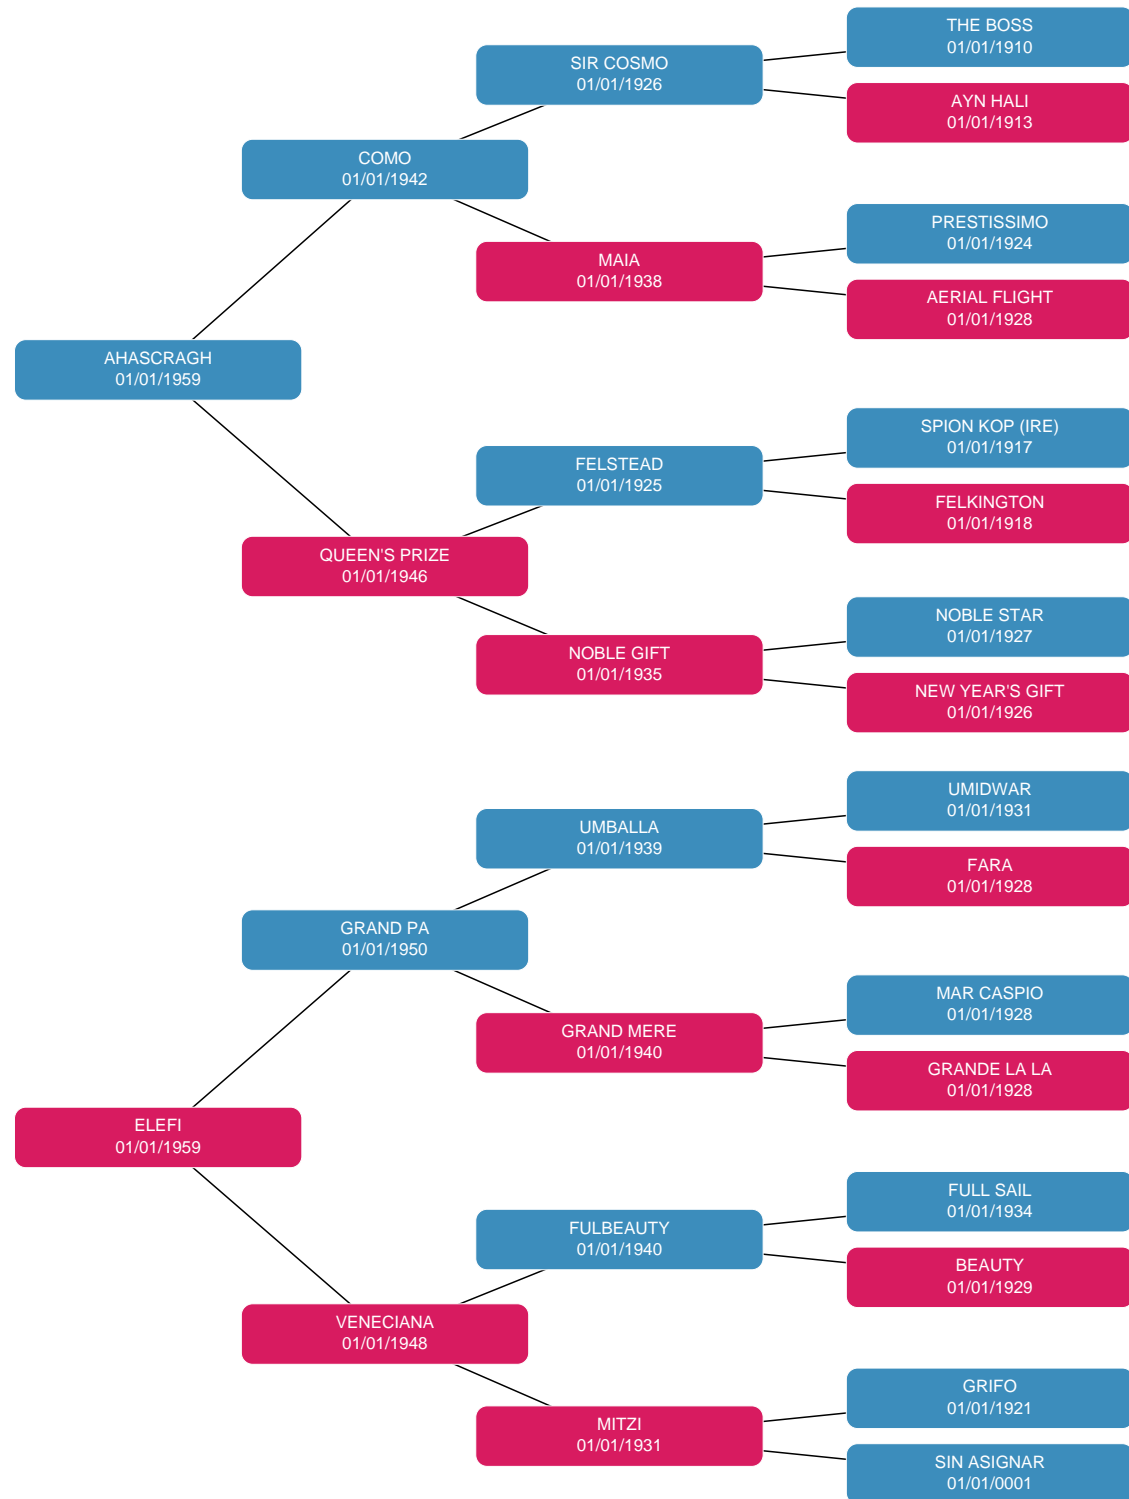 THE BOSS
01/01/1910
SIR COSMO
01/01/1926
AYN HALI
01/01/1913
COMO
01/01/1942
PRESTISSIMO
01/01/1924
MAIA
01/01/1938
AERIAL FLIGHT
01/01/1928
AHASCRAGH
01/01/1959
SPION KOP (IRE)
01/01/1917
FELSTEAD
01/01/1925
FELKINGTON
01/01/1918
QUEEN'S PRIZE
01/01/1946
NOBLE STAR
01/01/1927
NOBLE GIFT
01/01/1935
NEW YEAR'S GIFT
01/01/1926
UMIDWAR
01/01/1931
UMBALLA
01/01/1939
FARA
01/01/1928
GRAND PA
01/01/1950
MAR CASPIO
01/01/1928
GRAND MERE
01/01/1940
GRANDE LA LA
01/01/1928
ELEFI
01/01/1959
FULL SAIL
01/01/1934
FULBEAUTY
01/01/1940
BEAUTY
01/01/1929
VENECIANA
01/01/1948
GRIFO
01/01/1921
MITZI
01/01/1931
SIN ASIGNAR
01/01/0001